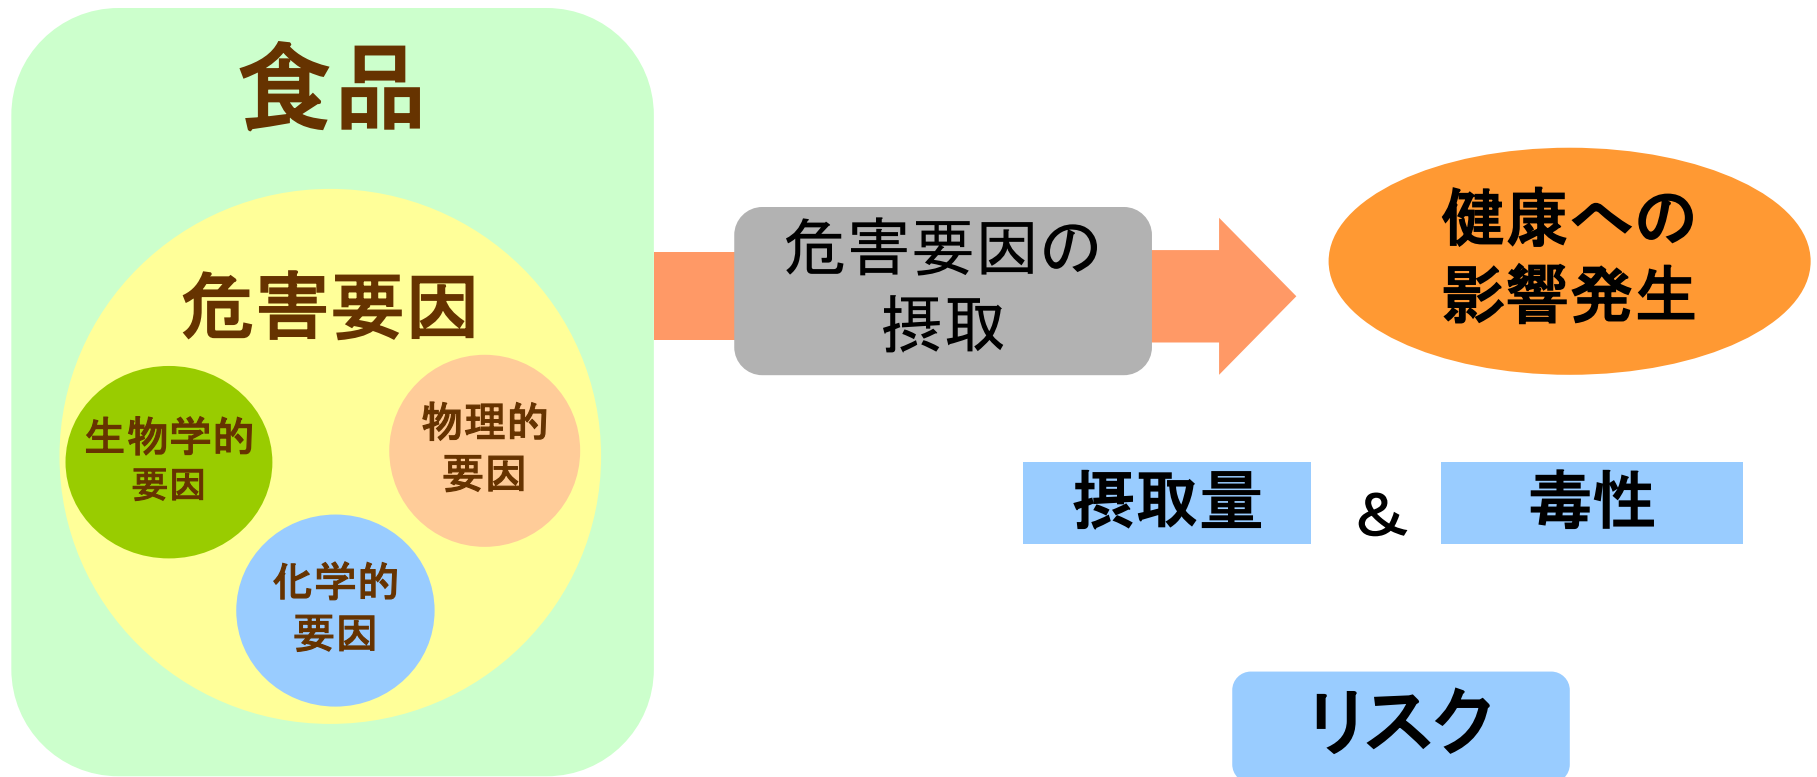 食品
危害要因
生物学的
要因
物理的
要因
化学的
要因
危害要因の
摂取
健康への
影響発生
摂取量
&
毒性
リスク